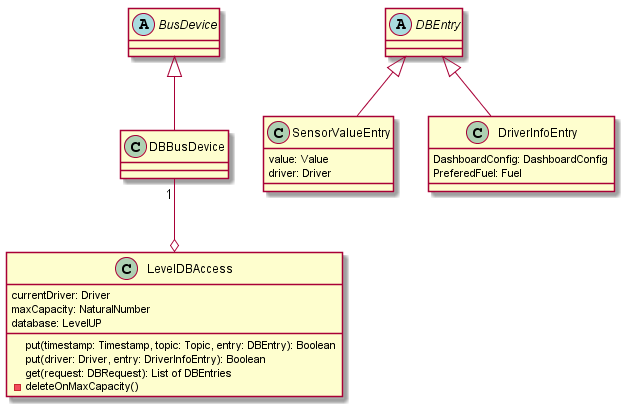 A BusDevice
A DBEntry
C DBBusDevice
C SensorValueEntry
value: Value
driver: Driver
C DriverInfoEntry
DashboardConfig: DashboardConfig
PreferedFuel: Fuel
1
C LevelDBAccess
currentDriver: Driver
maxCapacity: NaturalNumber
database: LevelUP
put(timestamp: Timestamp, topic: Topic, entry: DBEntry): Boolean
put(driver: Driver, entry: DriverInfoEntry): Boolean
get(request: DBRequest): List of DBEntries
deleteOnMaxCapacity()